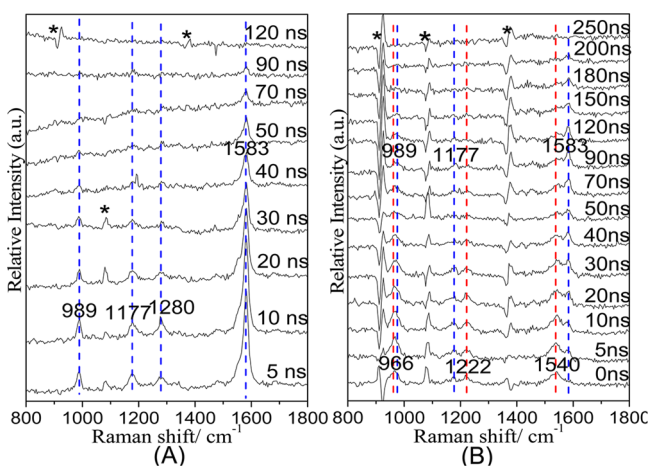 Relative Intensity (a.u.)
*
*
*
120 ns
90 ns
70 ns
50 ns
1583
40 ns
30 ns
20 ns
989
1177
1280
10 ns
5 ns
800 1000 1200 1400 1600 1800
Raman shift/ cm-1
(A)
Relative Intensity (a.u.)
*
*
*
250ns
200ns
180ns
150ns
120ns
989
1177
1583
90ns
70ns
50ns
40ns
30ns
20ns
10ns
5ns
966
1222
1540
0ns
800 1000 1200 1400 1600 1800
Raman shift/ cm-1
(B)